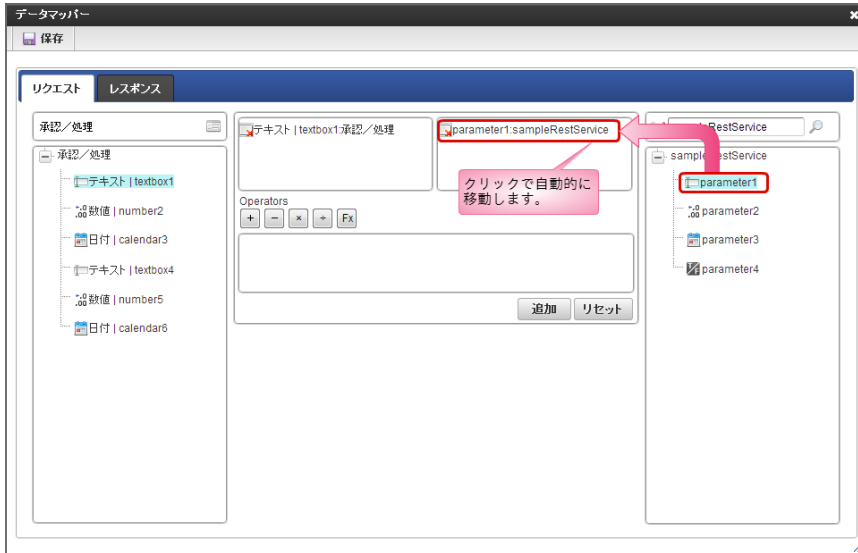 データマッパー
保存
リクエスト
レスポンス
承認／処理
承認／処理
テキスト | textbox1
数値 | number2
日付 | calendar3
テキスト | textbox4
数値 | number5
日付 | calendar6
テキスト | textbox1:承認／処理
parameter1:sampleRestService
クリックで自動的に
移動します。
Operators
+ − × ÷ Fx
追加
リセット
RestService
sampleRestService
parameter1
parameter2
parameter3
parameter4